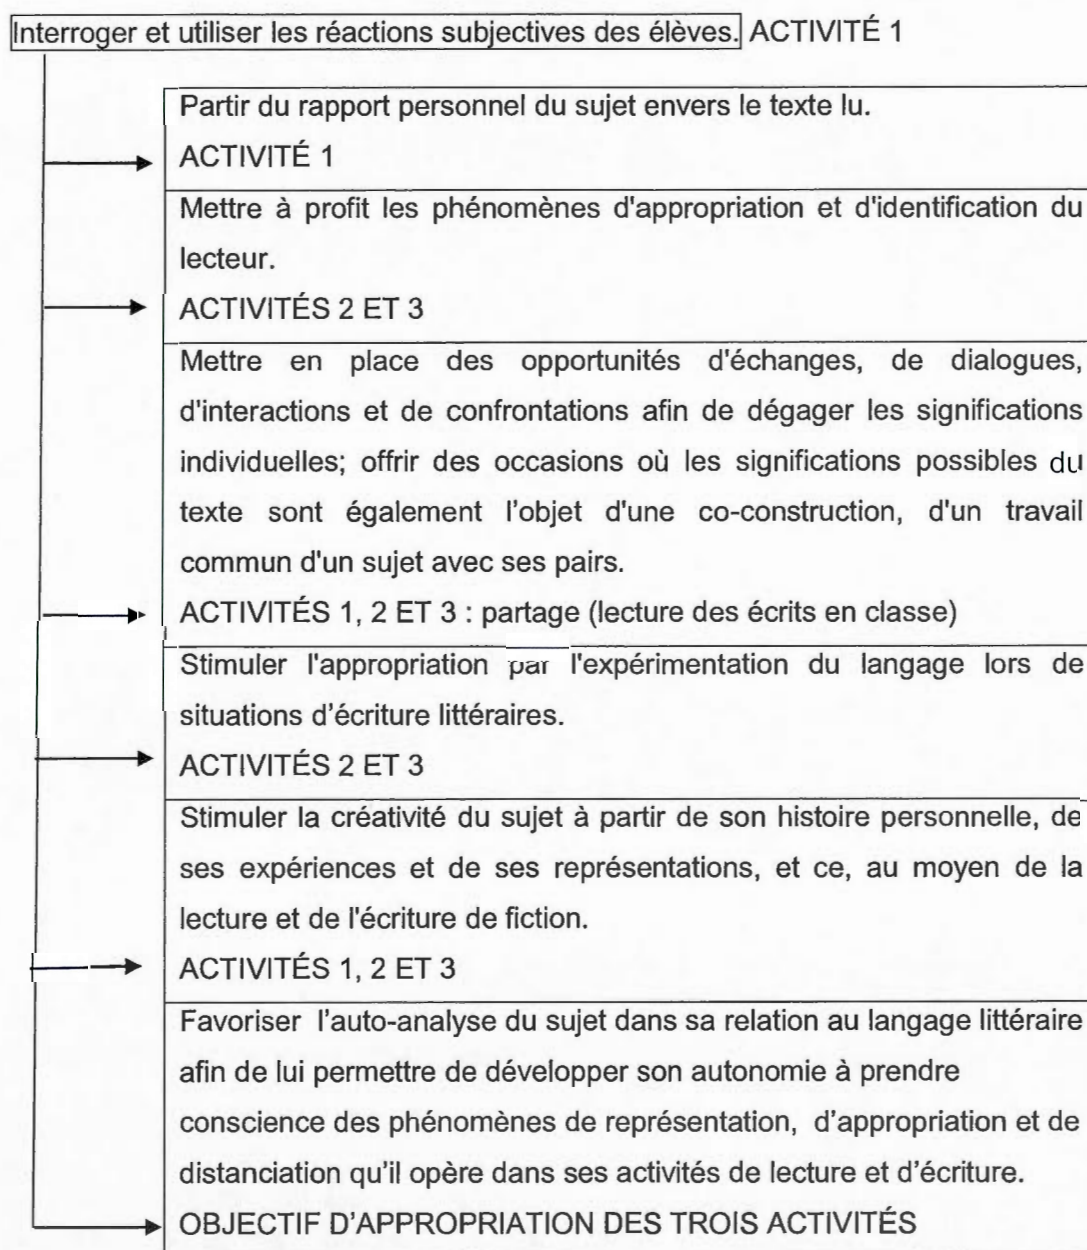 Interroger et utiliser les réactions subjectives des élèves. ACTIVITÉ 1
Partir du rapport personnel du sujet envers le texte lu.
ACTIVITÉ 1
Mettre à profit les phénomènes d'appropriation et d'identification du
lecteur.
ACTIVITÉS 2 ET 3
Mettre en place des opportunités d'échanges, de dialogues,
d'interactions et de confrontations afin de dégager les significations
individuelles; offrir des occasions où les significations possibles du
texte sont également l'objet d'une co-construction, d'un travail
commun d'un sujet avec ses pairs.
ACTIVITÉS 1, 2 ET 3 : partage (lecture des écrits en classe)
Stimuler l'appropriation par l'expérimentation du langage lors de
situations d'écriture littéraires.
ACTIVITÉS 2 ET 3
Stimuler la créativité du sujet à partir de son histoire personnelle, de
ses expériences et de ses représentations, et ce, au moyen de la
lecture et de l'écriture de fiction.
ACTIVITÉS 1, 2 ET 3
Favoriser l'auto-analyse du sujet dans sa relation au langage littéraire
afin de lui permettre de développer son autonomie à prendre
conscience des phénomènes de représentation, d'appropriation et de
distanciation qu'il opère dans ses activités de lecture et d'écriture.
OBJECTIF D'APPROPRIATION DES TROIS ACTIVITÉS